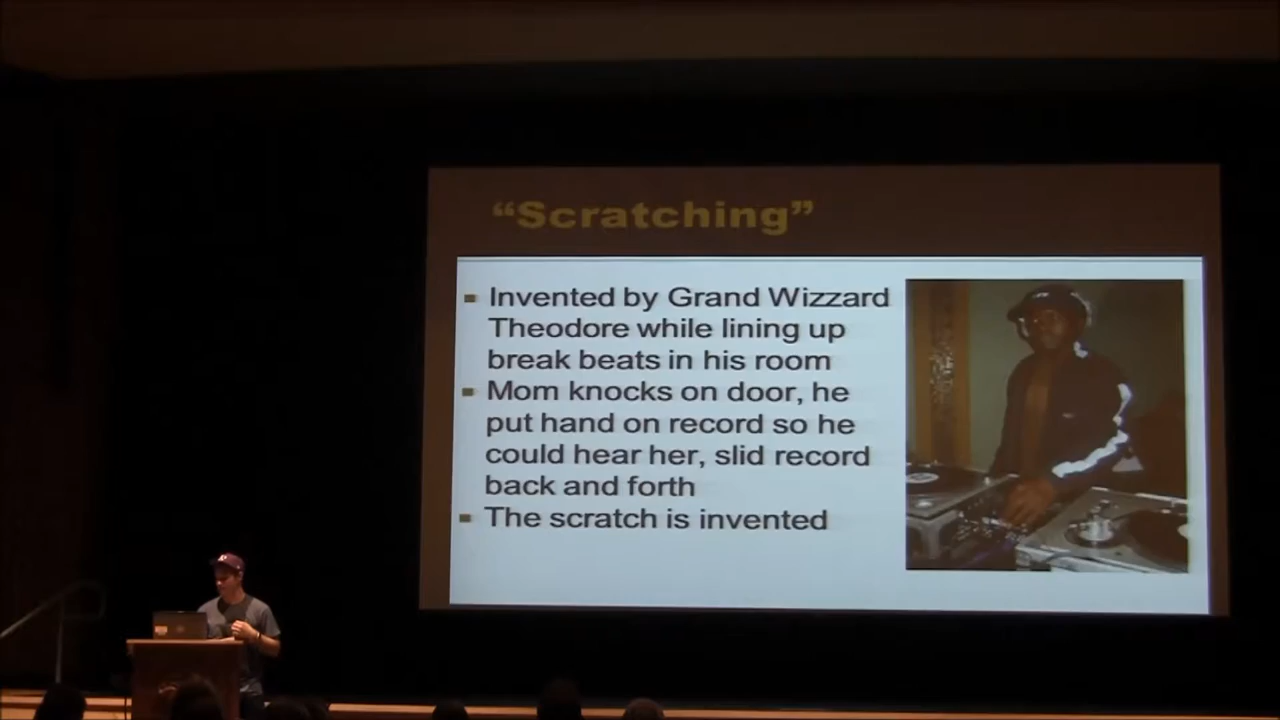 “Scratching”
Invented by Grand Wizzard
Theodore while lining up
break beats in his room
Mom knocks on door, he
put hand on record so he
could hear her, slid record
back and forth
The scratch is invented